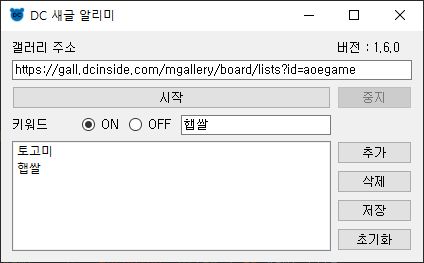 DC 새글 알리미
갤러리 주소 버전 : 1.6.0
https://gall.dcinside.com/mgallery/board/lists?id=aoegame
시작 중지
키워드 ON OFF 햅쌀
토고미 추가
햅쌀
삭제
저장
초기화